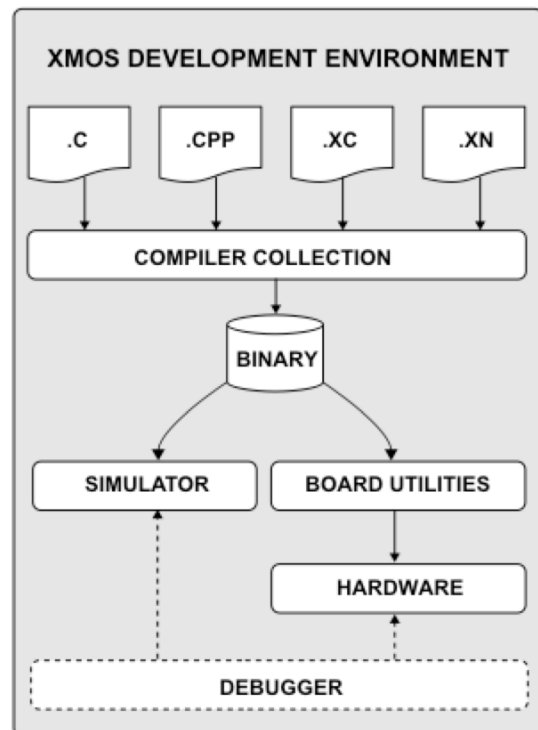 XMOS DEVELOPMENT ENVIRONMENT
.C .CPP .XC .XN
COMPILER COLLECTION
BINARY
SIMULATOR BOARD UTILITIES
HARDWARE
DEBUGGER